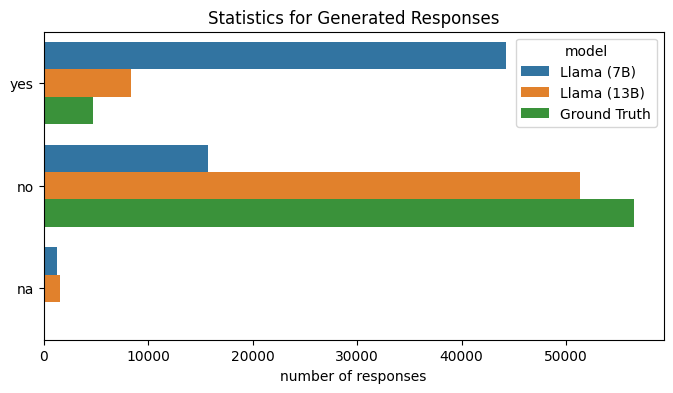 Statistics for Generated Responses
model
Llama (7B)
Llama (13B)
Ground Truth
yes
no
na
0 10000 20000 30000 40000 50000
number of responses